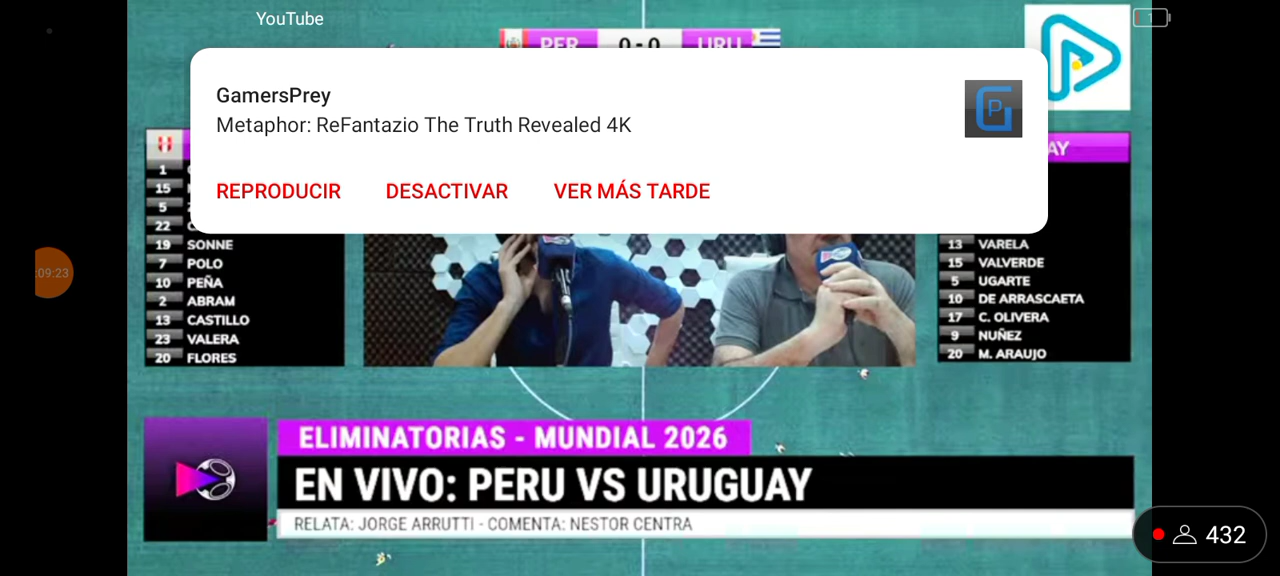 YouTube
1
PER 0-0 URU
GamersPrey
Metaphor: ReFantazio The Truth Revealed 4K
GP
REPRODUCIR DESACTIVAR VER MÁS TARDE
AY
1
15
5
22
19 SONNE
7 POLO
10 PEÑA
2 ABRAM
13 CASTILLO
23 VALERA
20 FLORES
13 VARELA
15 VALVERDE
5 UGARTE
10 DE ARRASCAETA
17 C. OLIVERA
9 NUÑEZ
20 M. ARAUJO
:09:23
ELIMINATORIAS - MUNDIAL 2026
EN VIVO: PERU VS URUGUAY
RELATA: JORGE ARRUTTI - COMENTA: NESTOR CENTRA
432